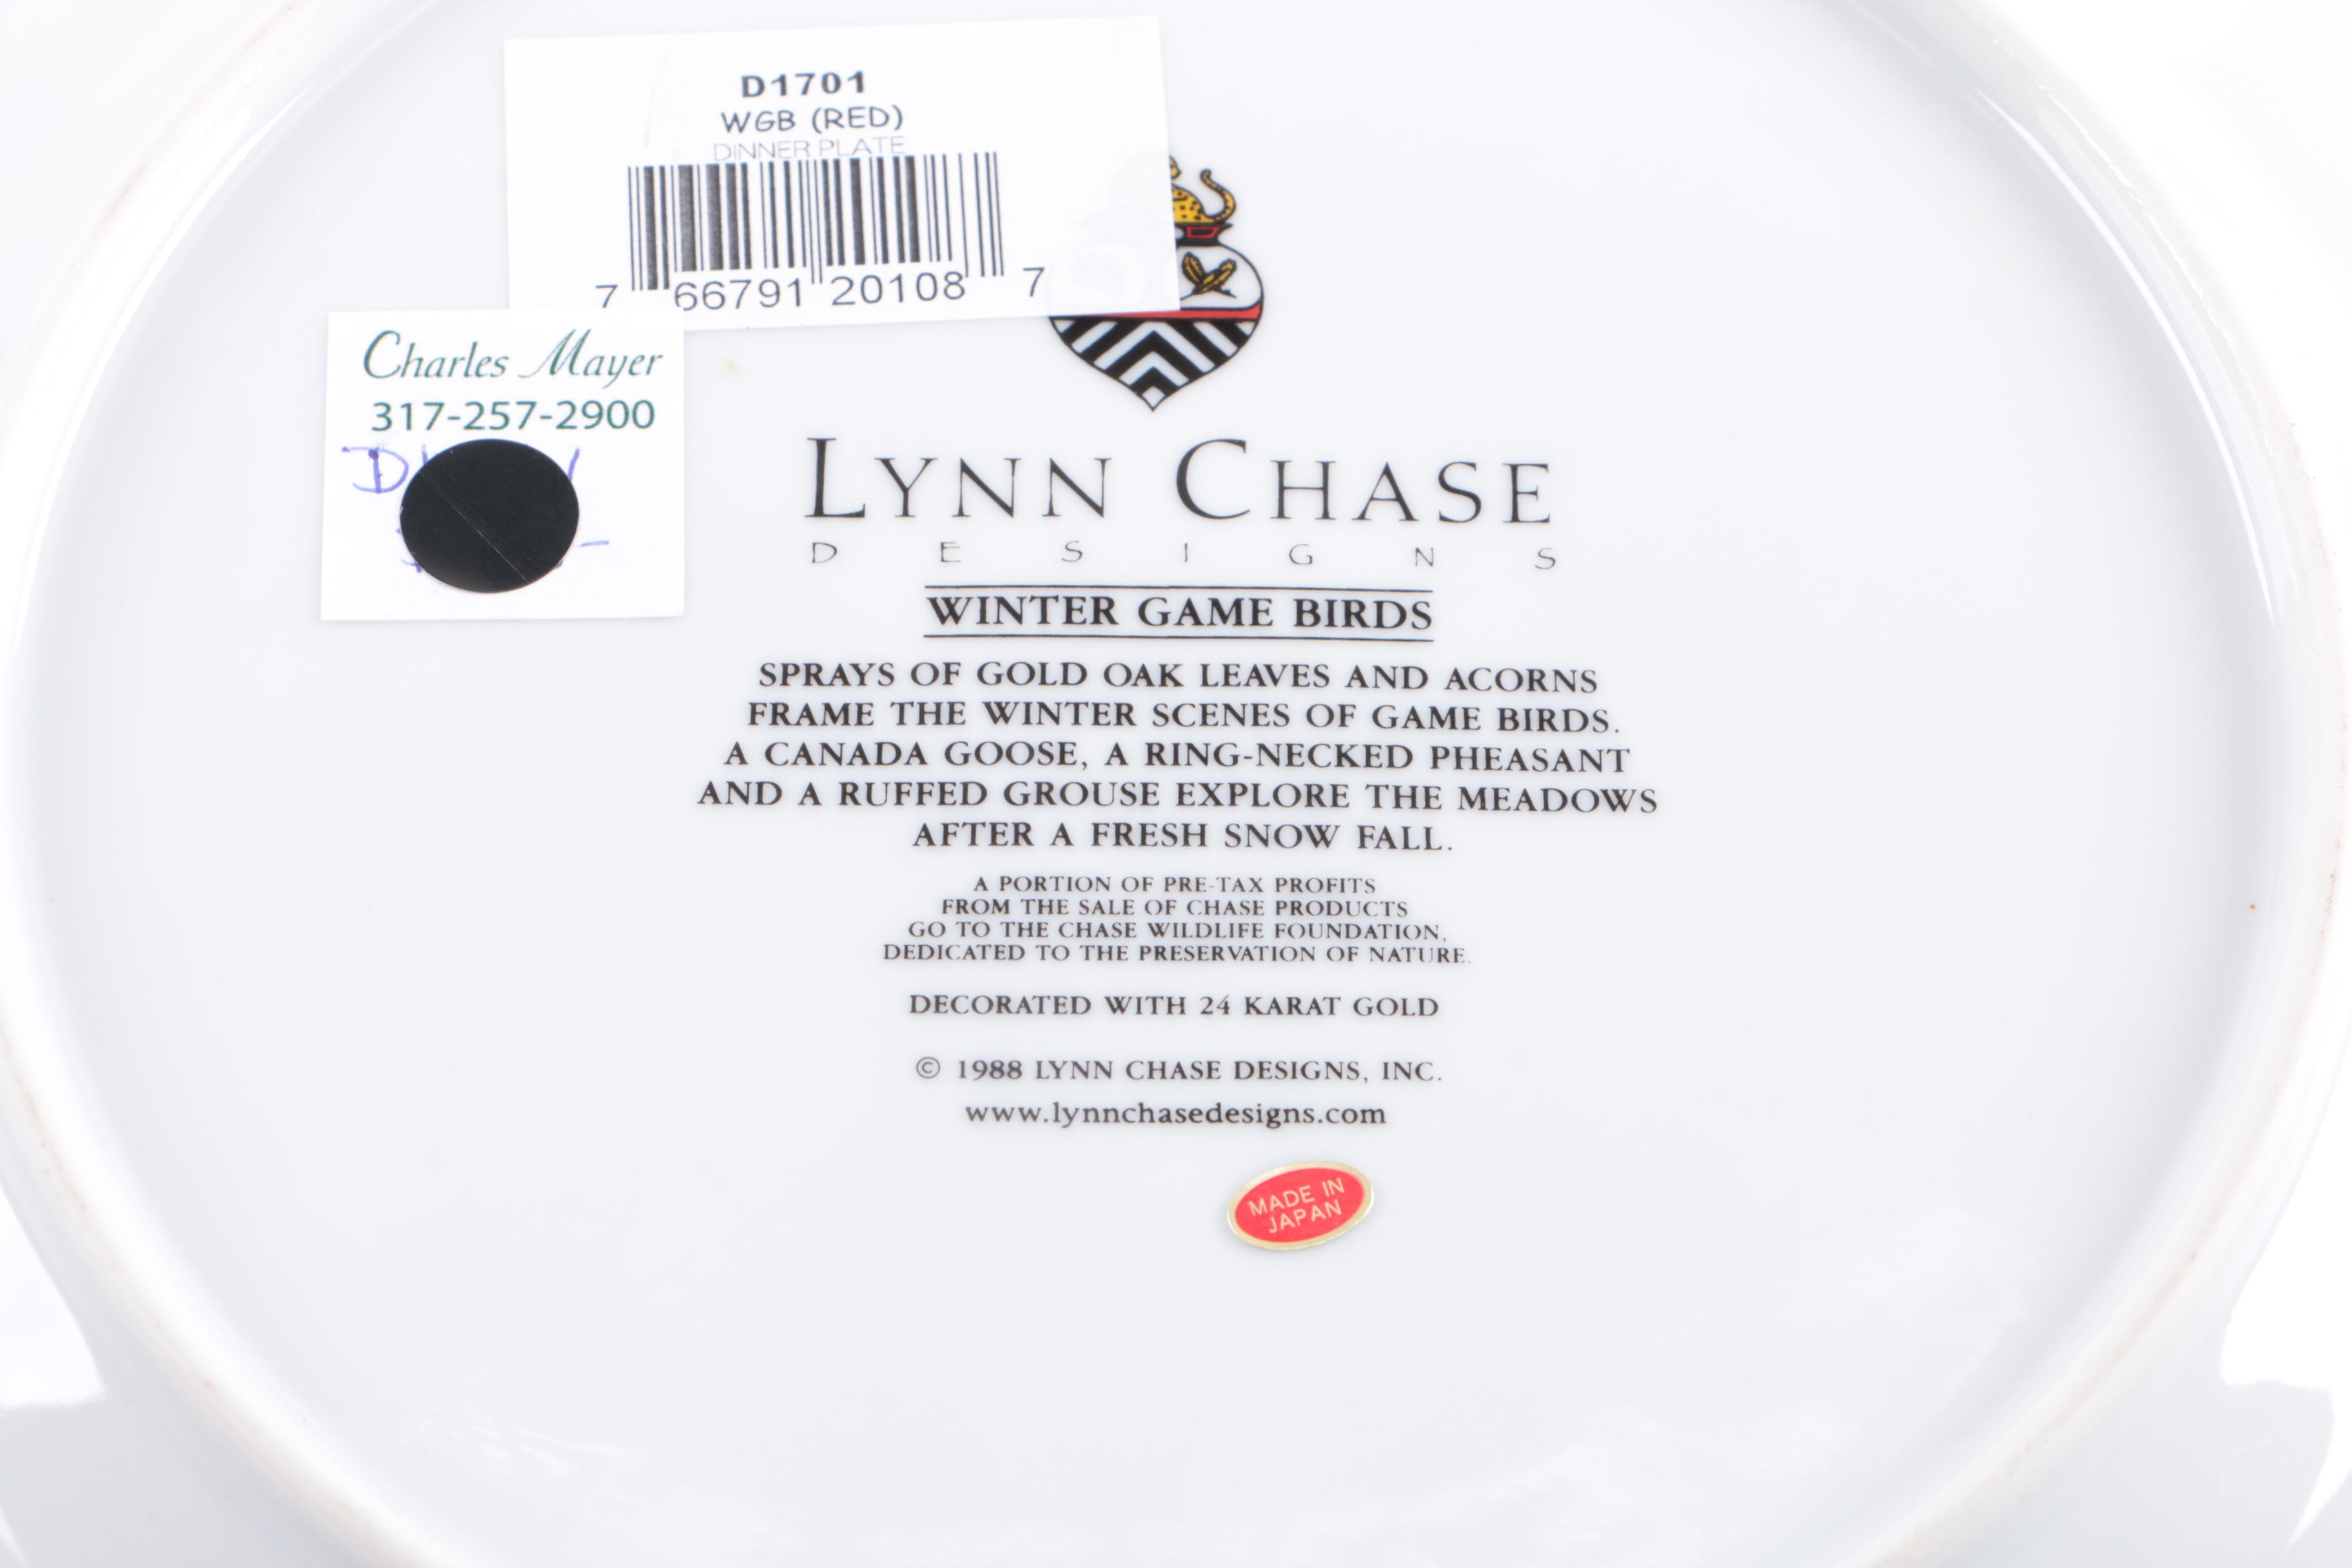 D1701
WGB (RED)
DINNER PLATE
7 66791 20108 7
Charles Mayer
317-257-2900
LYNN CHASE
DESIGNS
WINTER GAME BIRDS
SPRAYS OF GOLD OAK LEAVES AND ACORNS
FRAME THE WINTER SCENES OF GAME BIRDS.
A CANADA GOOSE, A RING-NECKED PHEASANT
AND A RUFFED GROUSE EXPLORE THE MEADOWS
AFTER A FRESH SNOW FALL.
A PORTION OF PRE-TAX PROFITS
FROM THE SALE OF CHASE PRODUCTS
GO TO THE CHASE WILDLIFE FOUNDATION,
DEDICATED TO THE PRESERVATION OF NATURE.
DECORATED WITH 24 KARAT GOLD
© 1988 LYNN CHASE DESIGNS, INC.
www.lynnchasedesigns.com
MADE IN
JAPAN